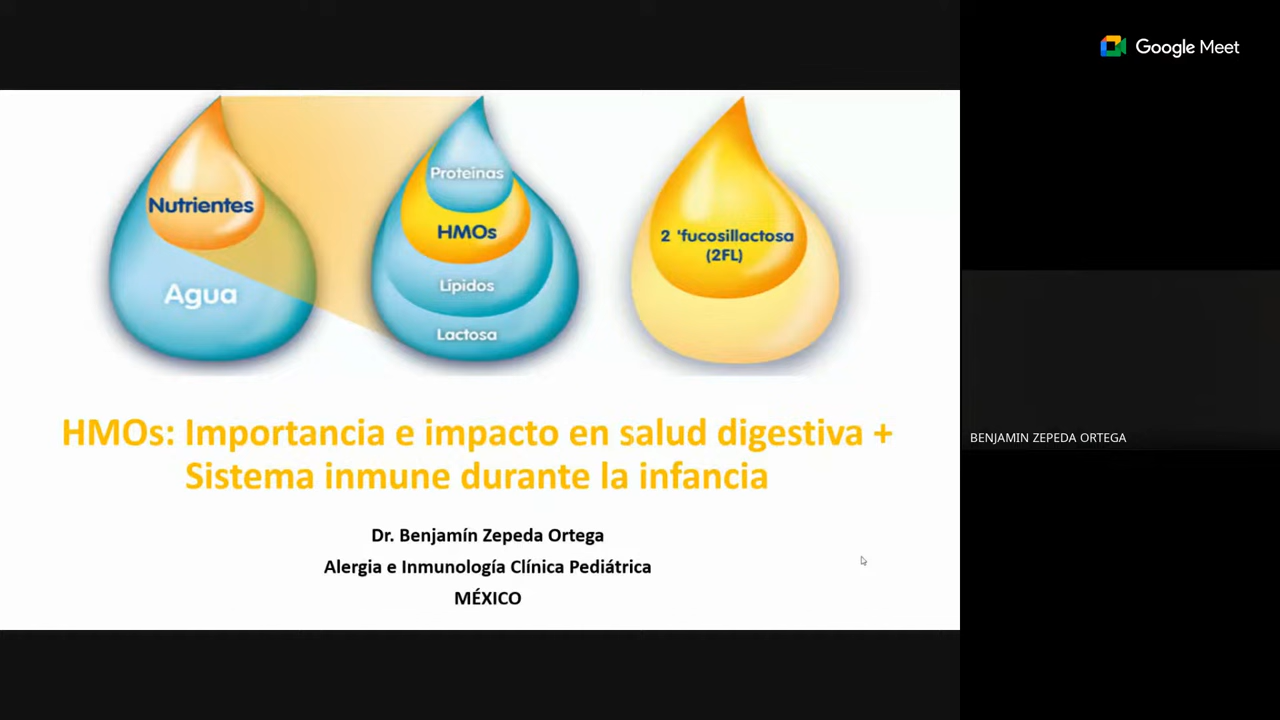 Google Meet
Nutrientes
Agua
Proteínas
HMOs
Lípidos
Lactosa
2 'fucosillactosa
(2FL)
HMOs: Importancia e impacto en salud digestiva +
Sistema inmune durante la infancia
Dr. Benjamín Zepeda Ortega
Alergia e Inmunología Clínica Pediátrica
MÉXICO
BENJAMIN ZEPEDA ORTEGA